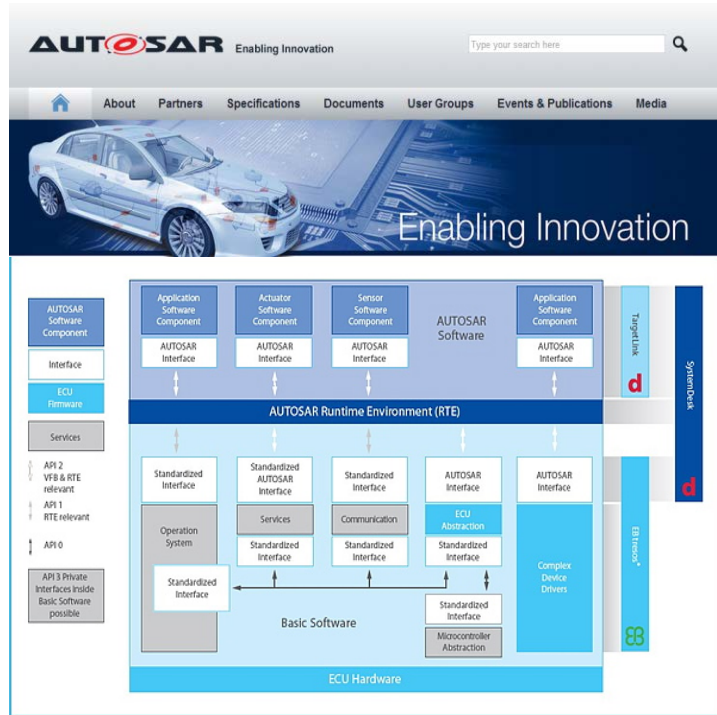 AUTOSAR Enabling Innovation
Type your search here
About Partners Specifications Documents User Groups Events & Publications Media
Enabling Innovation
AUTOSAR
Software
Component
Interface
ECU
Firmware
Services
API 2
VFB & RTE
relevant
API 1
RTE relevant
API 0
API 3 Private
Interfaces inside
Basic Software
possible
Application
Software
Component
AUTOSAR
Interface
Actuator
Software
Component
AUTOSAR
Interface
Sensor
Software
Component
AUTOSAR
Interface
AUTOSAR
Software
Application
Software
Component
AUTOSAR
Interface
AUTOSAR Runtime Environment (RTE)
Standardized
Interface
Operation
System
Standardized
Interface
Standardized
AUTOSAR
Interface
Services
Standardized
Interface
Standardized
Interface
Communication
Standardized
Interface
AUTOSAR
Interface
ECU
Abstraction
Standardized
Interface
Standardized
Interface
Microcontroller
Abstraction
AUTOSAR
Interface
Complex
Device
Drivers
Basic Software
ECU Hardware
TargetLink
d
SystemDesk
d
EB tresos®
EB